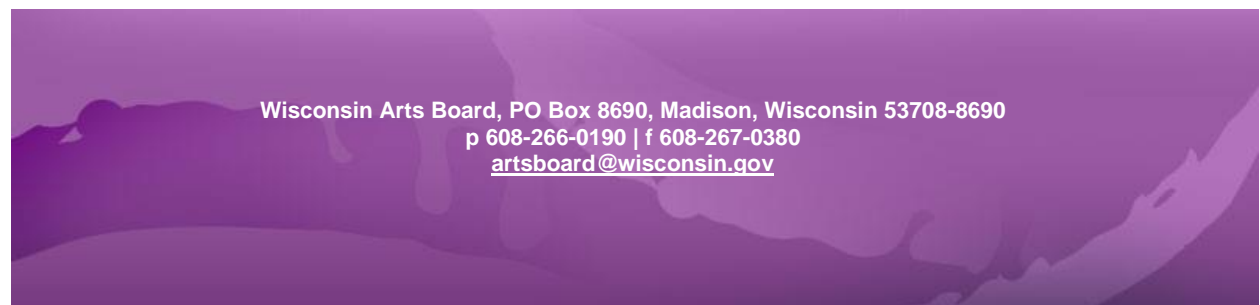 Wisconsin Arts Board, PO Box 8690, Madison, Wisconsin 53708-8690
p 608-266-0190 | f 608-267-0380
artsboard@wisconsin.gov